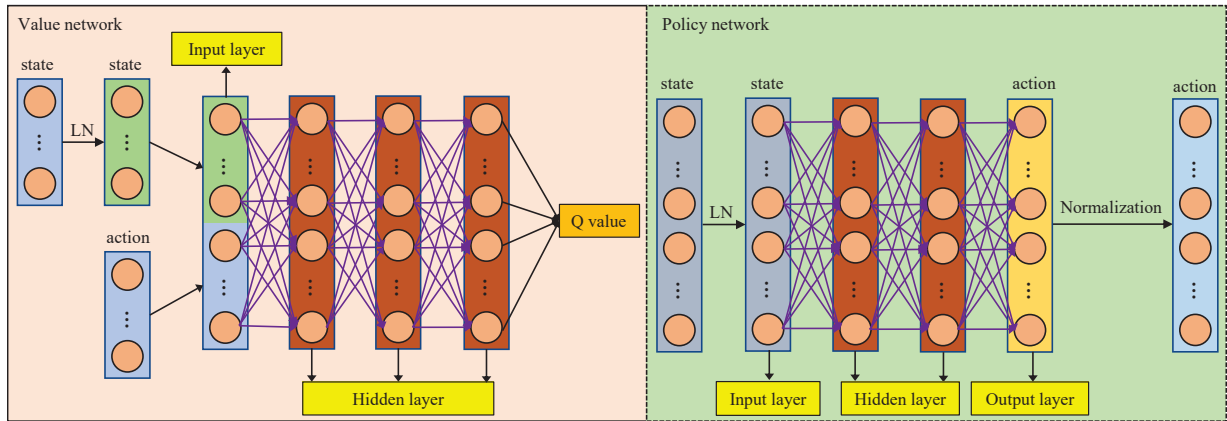 Value network
Input layer
state
state
LN
action
Q value
Hidden layer
Policy network
state
state
action
action
LN
Normalization
Input layer
Hidden layer
Output layer